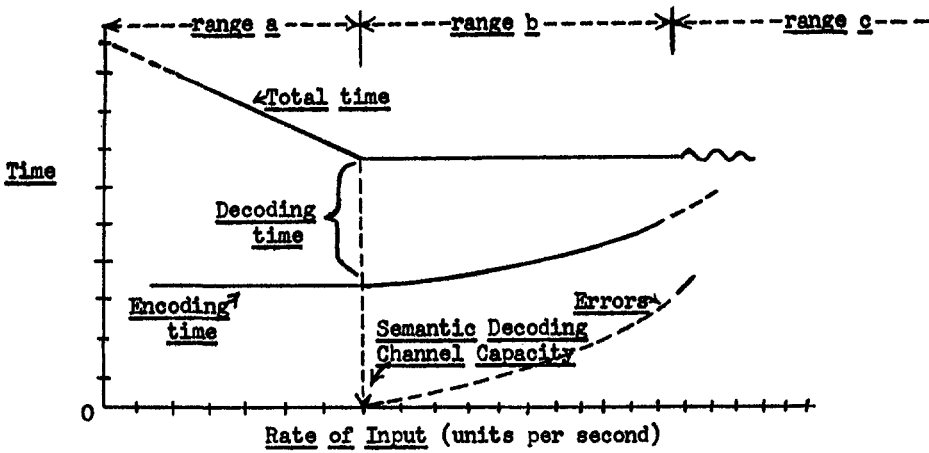 range a
range b
range c
Total time
Time
Decoding
time
Encoding
time
Errors
Semantic Decoding
Channel Capacity
0
Rate of Input (units per second)